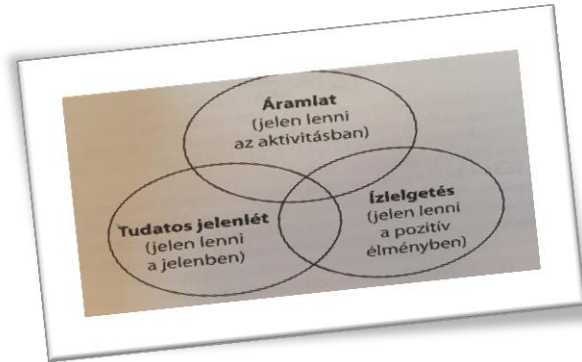 Áramlat
(jelen lenni
az aktivitásban)
Tudatos jelenlét
(jelen lenni
a jelenben)
Ízlelgetés
(jelen lenni
a pozitív
élményben)